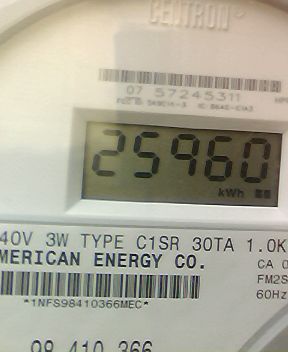 CENTRON®
07 57245311
25960
kWh
40V 3W TYPE C1SR 30TA 1.0K
MERICAN ENERGY CO.
CA 0
FM2S
60Hz
*1NFS98410366MEC*
98 410 366